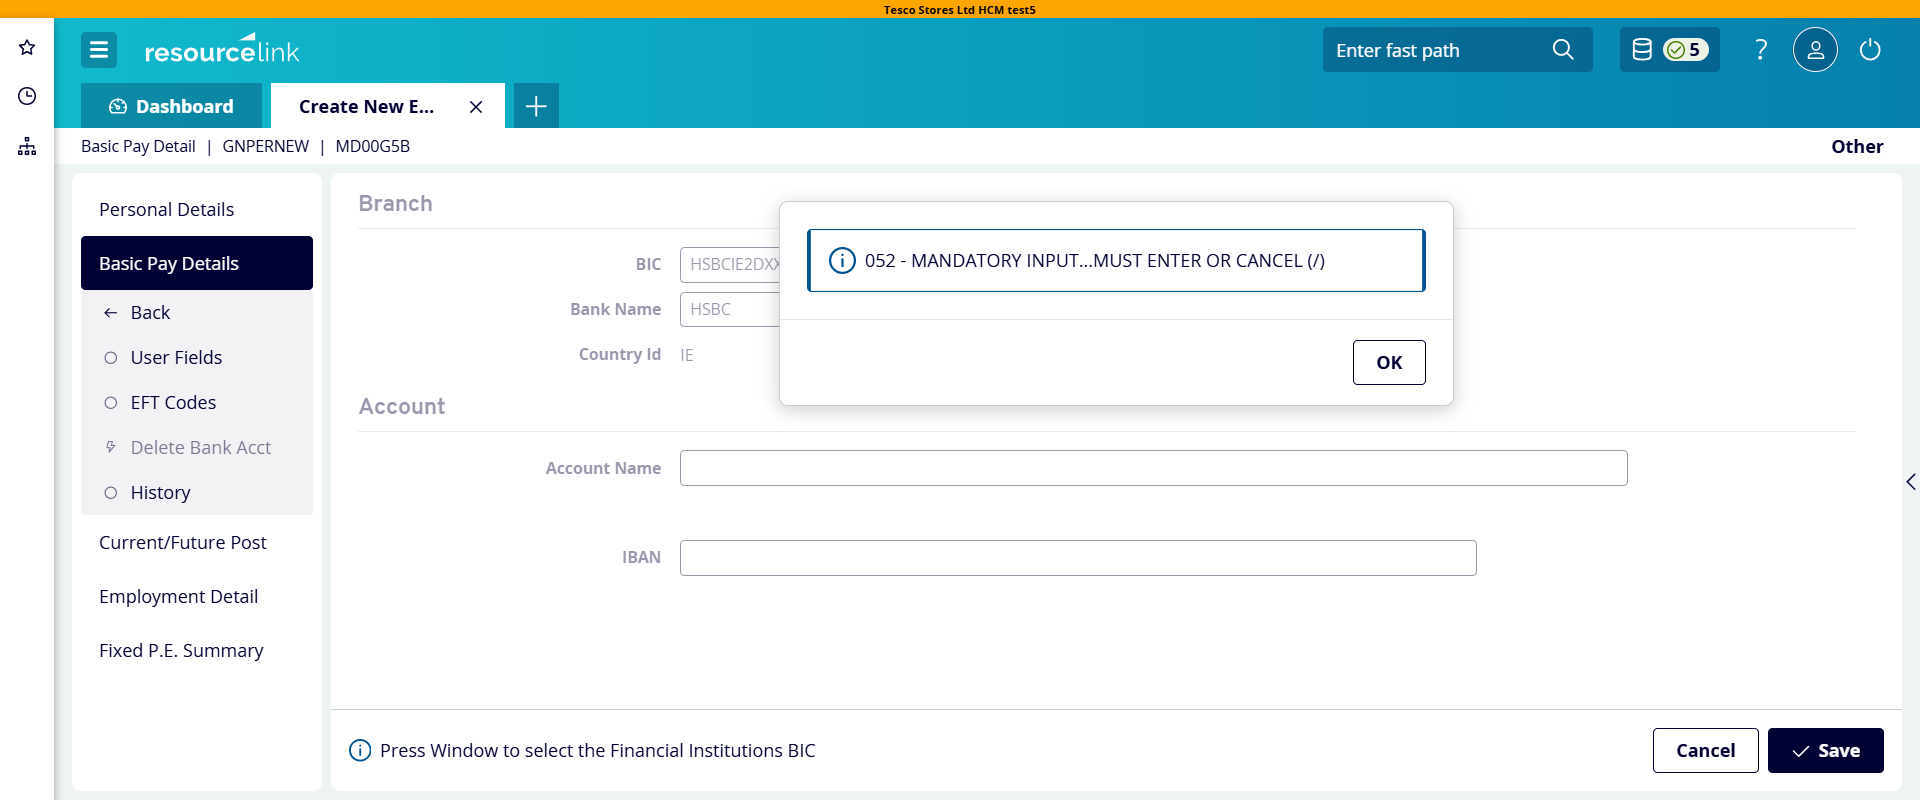 Tesco Stores Ltd HCM test5
resourcelink
Enter fast path
5
?
Dashboard
Create New E...
Basic Pay Detail | GNPERNEW | MD00G5B
Other
Personal Details
Basic Pay Details
Back
User Fields
EFT Codes
Delete Bank Acct
History
Current/Future Post
Employment Detail
Fixed P.E. Summary
Branch
BIC
HSBCIE2DX
Bank Name
HSBC
Country Id
IE
052 - MANDATORY INPUT...MUST ENTER OR CANCEL (/)
OK
Account
Account Name
IBAN
Press Window to select the Financial Institutions BIC
Cancel
Save